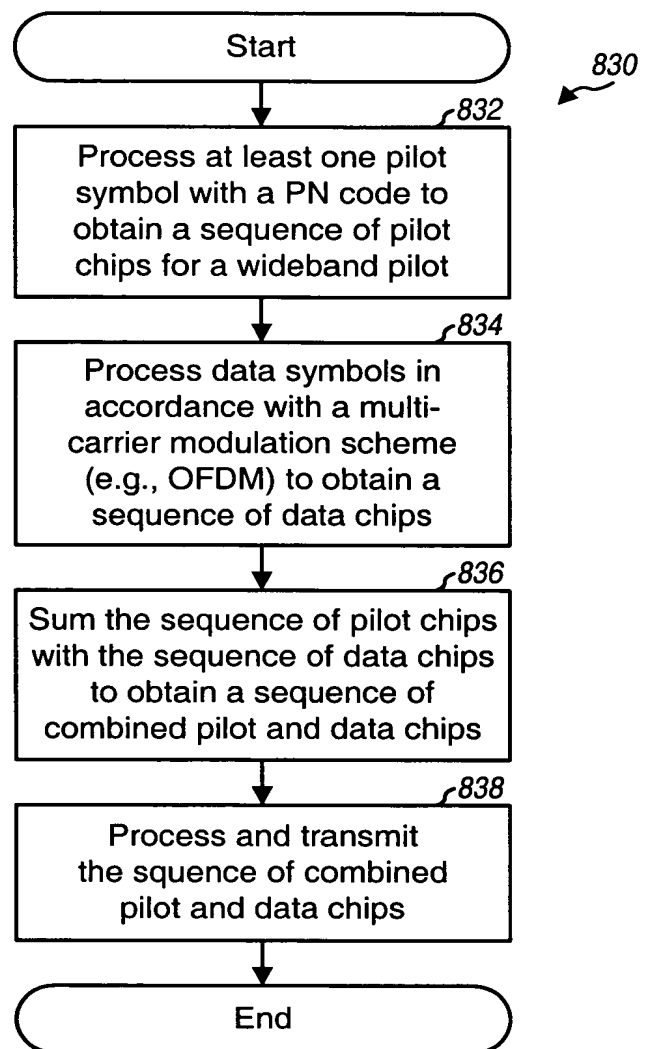 Start
830
832
Process at least one pilot
symbol with a PN code to
obtain a sequence of pilot
chips for a wideband pilot
834
Process data symbols in
accordance with a multi-
carrier modulation scheme
(e.g., OFDM) to obtain a
sequence of data chips
836
Sum the sequence of pilot chips
with the sequence of data chips
to obtain a sequence of
combined pilot and data chips
838
Process and transmit
the squence of combined
pilot and data chips
End